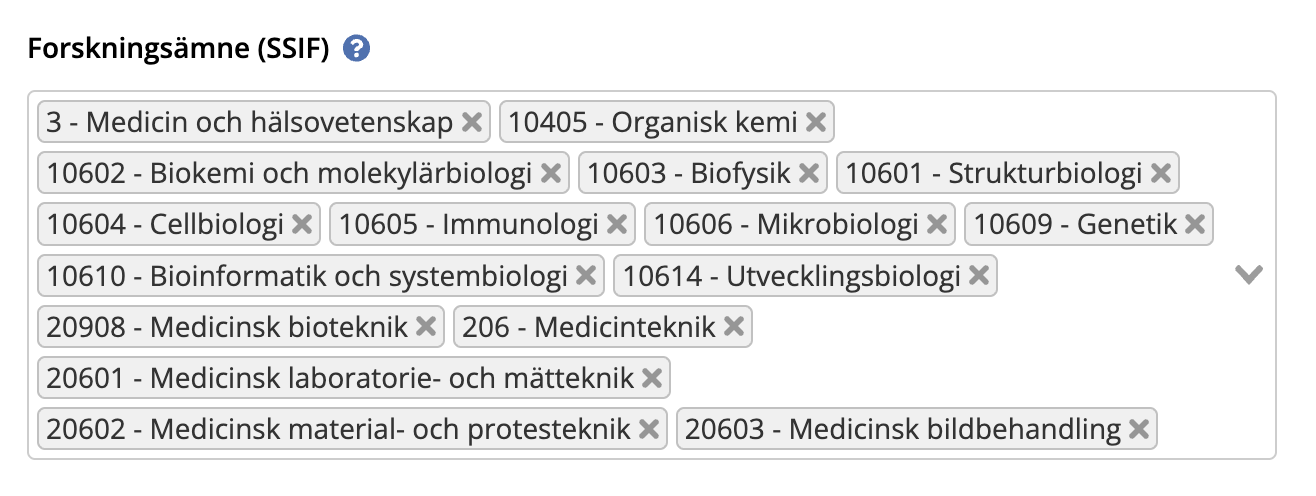 Forskningsämne (SSIF) ?
3 - Medicin och hälsovetenskap × 10405 - Organisk kemi ×
10602 - Biokemi och molekylärbiologi × 10603 - Biofysik × 10601 - Strukturbiologi ×
10604 - Cellbiologi × 10605 - Immunologi × 10606 - Mikrobiologi × 10609 - Genetik ×
10610 - Bioinformatik och systembiologi × 10614 - Utvecklingsbiologi ×
20908 - Medicinsk bioteknik × 206 - Medicinteknik ×
20601 - Medicinsk laboratorie- och mätteknik ×
20602 - Medicinsk material- och protesteknik × 20603 - Medicinsk bildbehandling ×